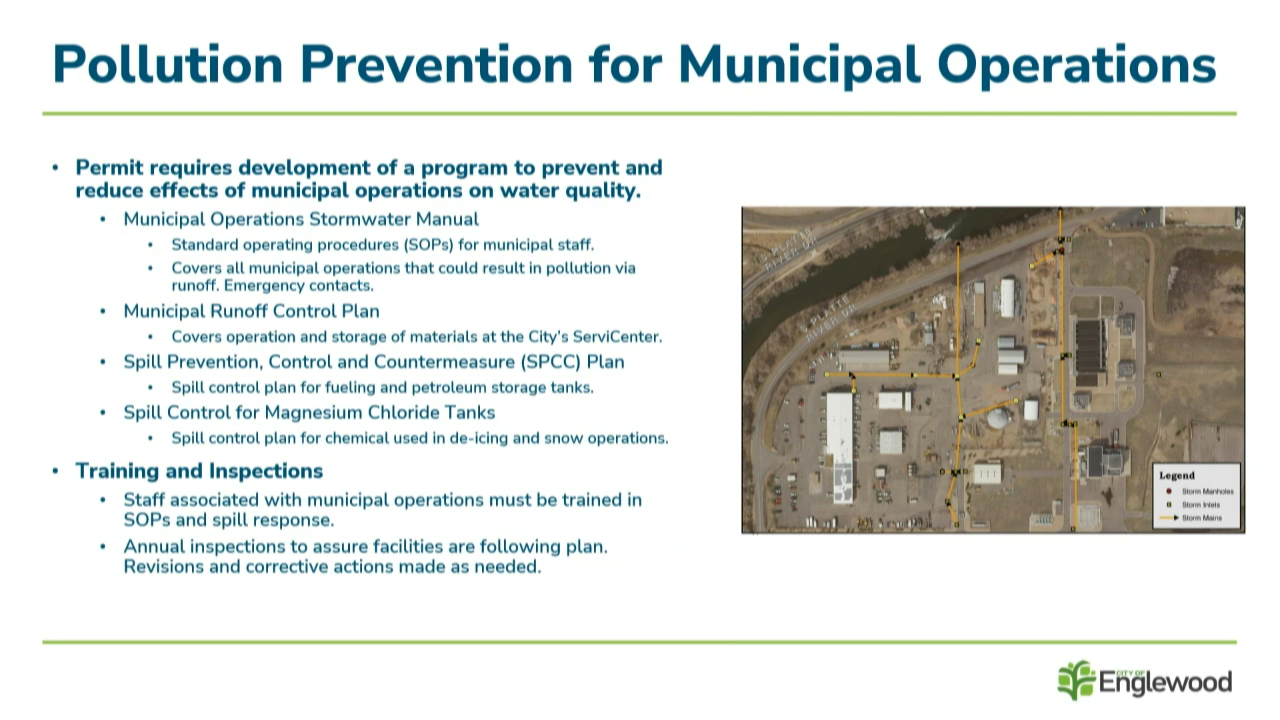 Pollution Prevention for Municipal Operations
• Permit requires development of a program to prevent and
reduce effects of municipal operations on water quality.
• Municipal Operations Stormwater Manual
• Standard operating procedures (SOPs) for municipal staff.
• Covers all municipal operations that could result in pollution via
runoff. Emergency contacts.
• Municipal Runoff Control Plan
• Covers operation and storage of materials at the City's ServiCenter.
• Spill Prevention, Control and Countermeasure (SPCC) Plan
• Spill control plan for fueling and petroleum storage tanks.
• Spill Control for Magnesium Chloride Tanks
• Spill control plan for chemical used in de-icing and snow operations.
• Training and Inspections
• Staff associated with municipal operations must be trained in
SOPs and spill response.
• Annual inspections to assure facilities are following plan.
Revisions and corrective actions made as needed.
S PLATTE
RIVER DR
S PLATTE
RIVER DR
Legend
Storm Manholes
Storm Inlets
Storm Mains
CITY OF
Englewood